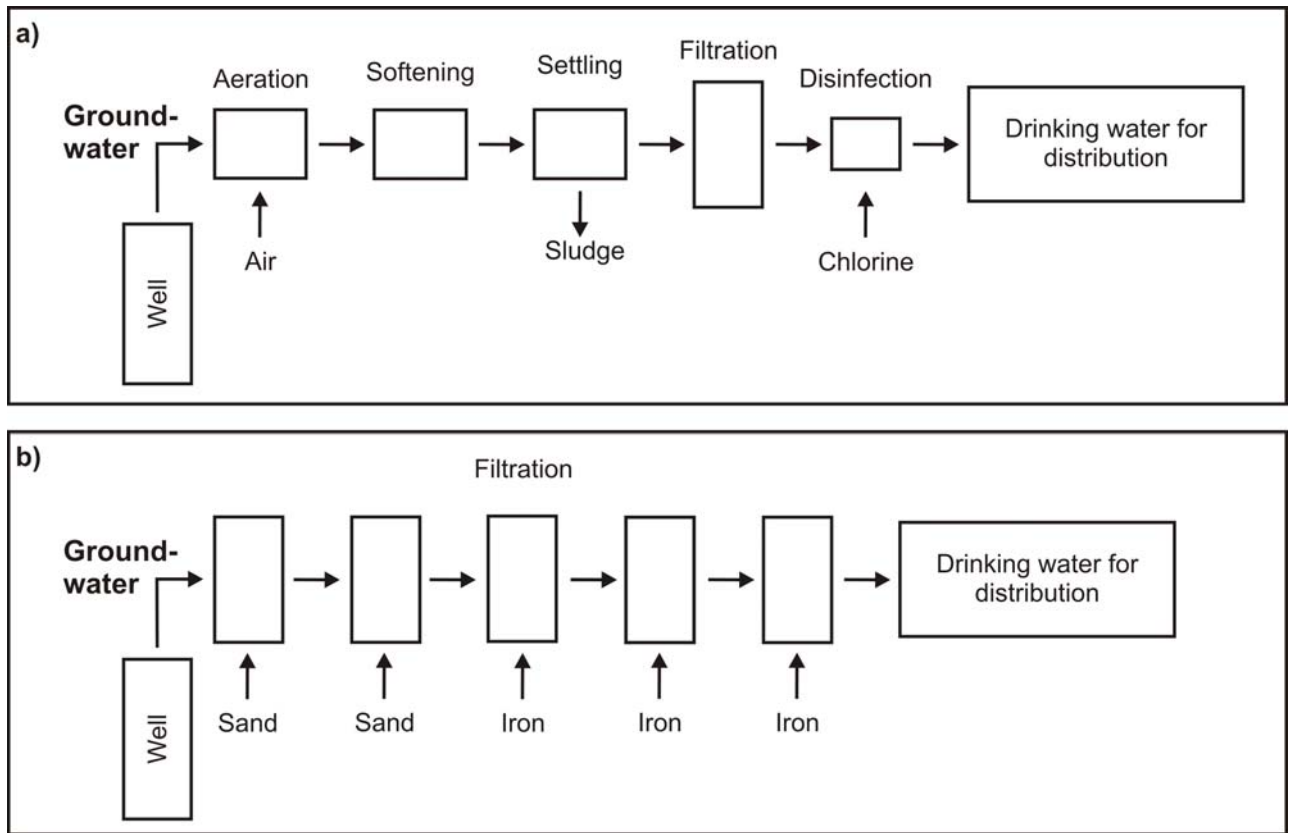 a)
Aeration
Softening
Settling
Filtration
Disinfection
Ground-
water
Drinking water for
distribution
Well
Air
Sludge
Chlorine
b)
Filtration
Ground-
water
Drinking water for
distribution
Well
Sand
Sand
Iron
Iron
Iron